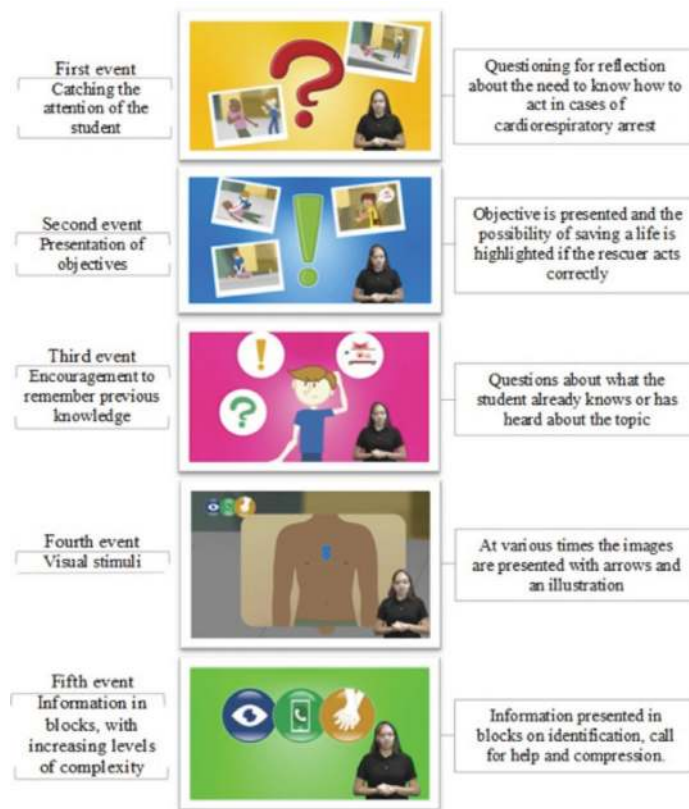 First event
Catching the
attention of the
student
Questioning for reflection
about the need to know how to
act in cases of
cardiorespiratory arrest
Second event
Presentation of
objectives
Objective is presented and the
possibility of saving a life is
highlighted if the rescuer acts
correctly
Third event
Encouragement to
remember previous
knowledge
Questions about what the
student already knows or has
heard about the topic
Fourth event
Visual stimuli
At various times the images
are presented with arrows and
an illustration
Fifth event
Information in
blocks, with
increasing levels
of complexity
Information presented in
blocks on identification, call
for help and compression.